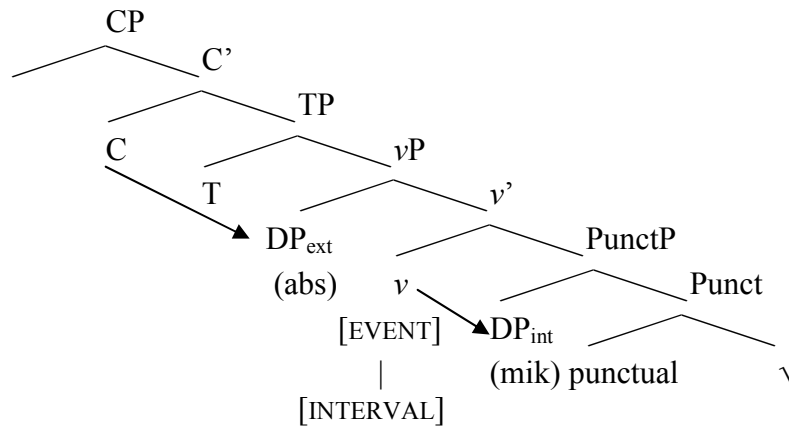 CP
C’
TP
C
vP
T
v’
DPext
PunctP
(abs)
v
Punct
[EVENT]
DPint
|
(mik) punctual
[INTERVAL]